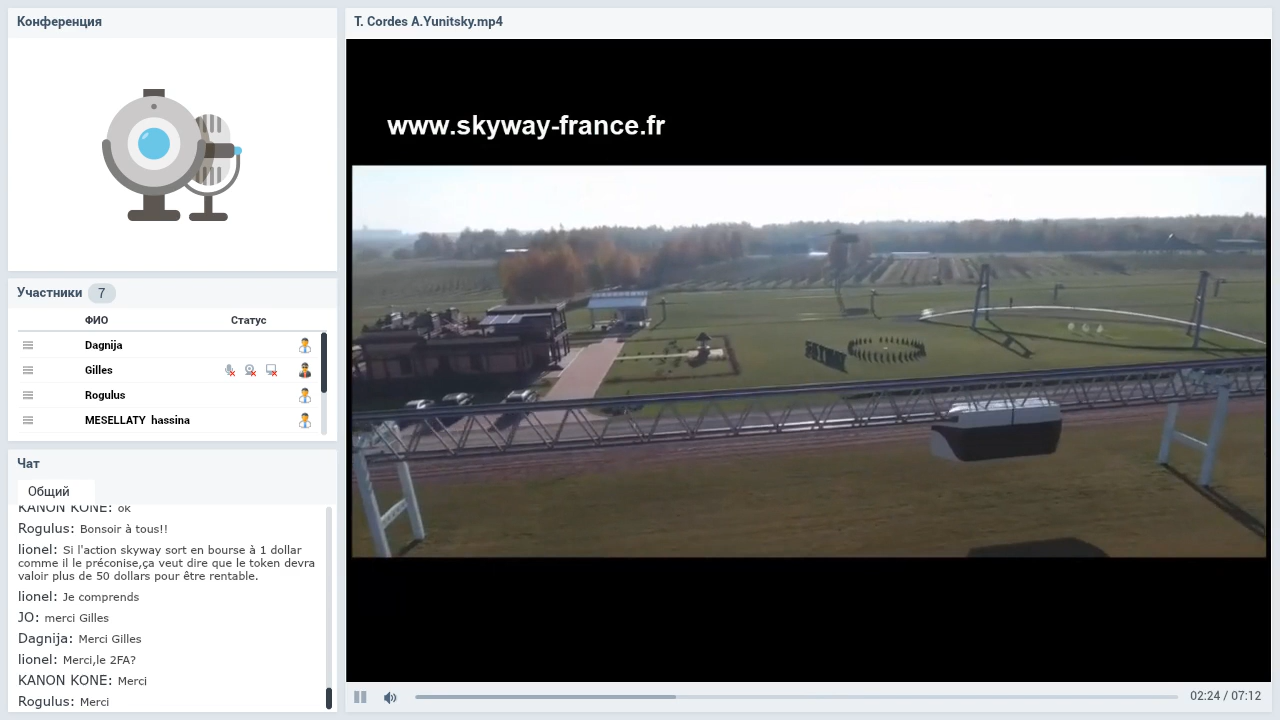 Конференция
T. Cordes A.Yunitsky.mp4
www.skyway-france.fr
SKYWAY
Участники 7
ФИО Статус
Dagnija
Gilles
Rogulus
MESELLATY hassina
Чат
Общий
KANON KONE: ok
Rogulus: Bonsoir à tous!!
lionel: Si l'action skyway sort en bourse à 1 dollar
comme il le préconise,ça veut dire que le token devra
valoir plus de 50 dollars pour être rentable.
lionel: Je comprends
JO: merci Gilles
Dagnija: Merci Gilles
lionel: Merci,le 2FA?
KANON KONE: Merci
Rogulus: Merci
02:24 / 07:12